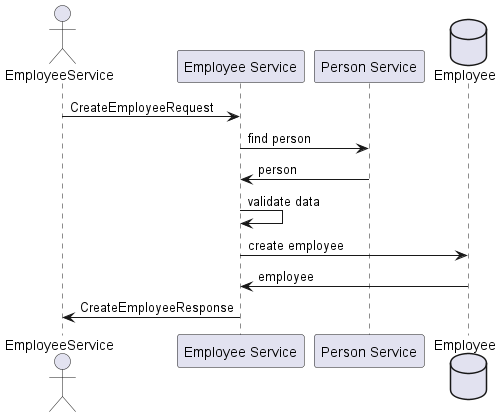 EmployeeService
Employee Service
Person Service
Employee
CreateEmployeeRequest
find person
person
validate data
create employee
employee
CreateEmployeeResponse
EmployeeService
Employee Service
Person Service
Employee